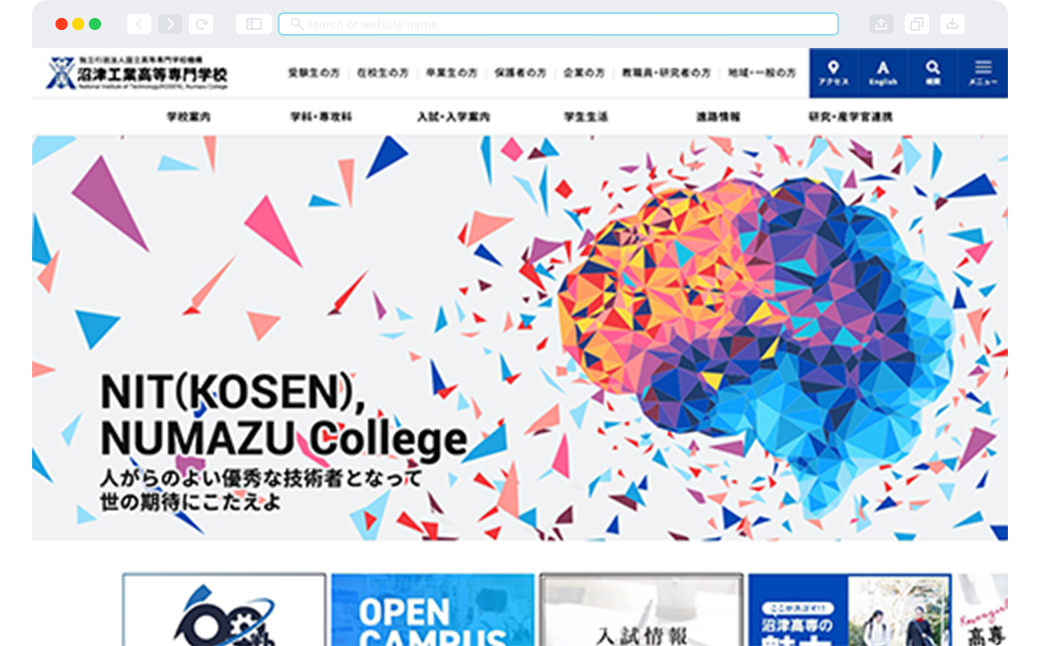 search or website name
独立行政法人国立高等専門学校機構
沼津工業高等専門学校
National Institute of Technology(KOSEN), Numazu College
受験生の方 在校生の方 卒業生の方 保護者の方 企業の方 教職員・研究者の方 地域・一般の方
アクセス English 検索 メニュー
学校案内 学科・専攻科 入試・入学案内 学生生活 進路情報 研究・産学官連携
NIT(KOSEN),
NUMAZU College
人がらのよい優秀な技術者となって
世の期待にこたえよ
60th
OPEN
CAMPUS
入試情報
ここがスゴイ!!
沼津高専の
魅力
高専